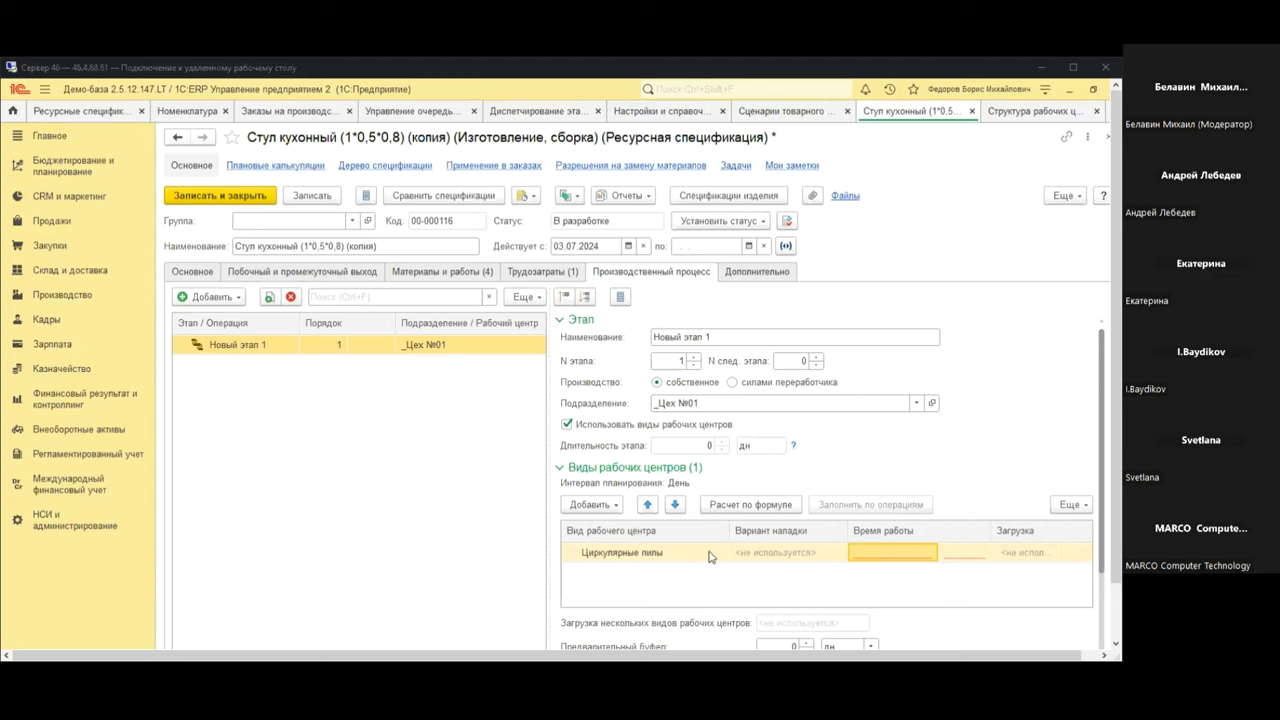 Сервер 46 — 46.4.88.61 — Подключение к удаленному рабочему столу
1С Демо-база 2.5.12.147.LT / 1С:ERP Управление предприятием 2 (1С:Предприятие) Поиск Ctrl+Shift+F Федоров Борис Михайлович
Ресурсные специфик... Номенклатура Заказы на производс... Управление очередь... Диспетчирование эта... Настройки и справоч... Сценарии товарного ... Стул кухонный (1*0,5... Структура рабочих ц...
Главное
Бюджетирование и
планирование
CRM и маркетинг
Продажи
Закупки
Склад и доставка
Производство
Кадры
Зарплата
Казначейство
Финансовый результат и
контроллинг
Внеоборотные активы
Регламентированный учет
Международный
финансовый учет
НСИ и
администрирование
Стул кухонный (1*0,5*0,8) (копия) (Изготовление, сборка) (Ресурсная спецификация) *
Основное Плановые калькуляции Дерево спецификации Применение в заказах Разрешения на замену материалов Задачи Мои заметки
Записать и закрыть Записать Сравнить спецификации Отчеты Спецификации изделия Файлы Еще ?
Группа: Код: 00-000116 Статус: В разработке Установить статус
Наименование: Стул кухонный (1*0,5*0,8) (копия) Действует с: 03.07.2024 по: . .
Основное Побочный и промежуточный выход Материалы и работы (4) Трудозатраты (1) Производственный процесс Дополнительно
Добавить Поиск (Ctrl+F) Еще
Этап / Операция Порядок Подразделение / Рабочий центр
Новый этап 1 1 _Цех №01
Этап
Наименование: Новый этап 1
N этапа: 1 N след. этапа: 0
Производство: собственное силами переработчика
Подразделение: _Цех №01
Использовать виды рабочих центров
Длительность этапа: 0 дн ?
Виды рабочих центров (1)
Интервал планирования: День
Добавить Расчет по формуле Заполнить по операциям Еще
Вид рабочего центра Вариант наладки Время работы Загрузка
Циркулярные пилы <не используется> <не испол...
Загрузка нескольких видов рабочих центров: <не используется>
Предварительный буфер: 0 дн
Белавин Михаил...
Белавин Михаил (Модератор)
Андрей Лебедев
Андрей Лебедев
Екатерина
Екатерина
I.Baydikov
I.Baydikov
Svetlana
Svetlana
MARCO Compute...
MARCO Computer Technology